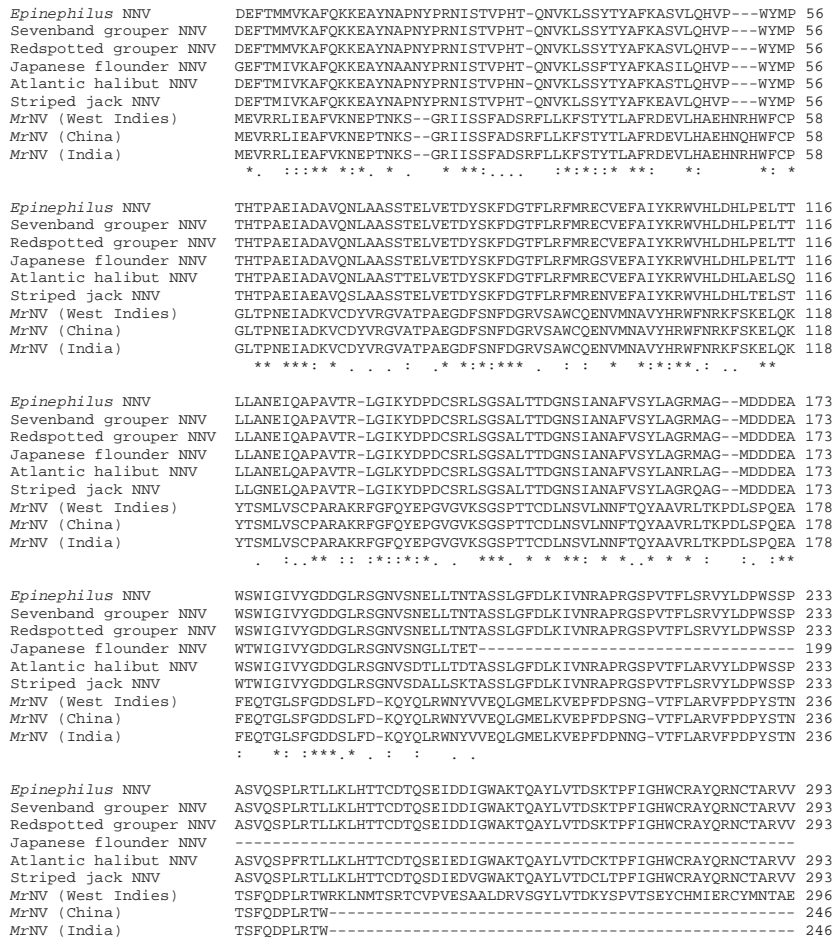 Epinephilus NNV DEFTMMVKAFQKKEAYNAPNYPRNISTVPHT-QNVKLSSYTYAFKASVLQHVP---WYMP 56
Sevenband grouper NNV DEFTMMVKAFQKKEAYNAPNYPRNISTVPHT-QNVKLSSYTYAFKASVLQHVP---WYMP 56
Redspotted grouper NNV DEFTMMVKAFQKKEAYNAPNYPRNISTVPHT-QNVKLSSYTYAFKASVLQHVP---WYMP 56
Japanese flounder NNV GEFTMIVKAFQKKEAYNAANYPRNISTVPHT-QNVKLSSFTYAFKASILQHVP---WYMP 56
Atlantic halibut NNV DEFTMIVKAFQKKEAYNAPNYPRNISTVPHN-QNVKLSSYTYAFKASTLQHVP---WYMP 56
Striped jack NNV DEFTMMVKAFQKKEAYNAPNYPRNISTVPHT-QNVKLSSYTYAFKEAVLQHVP---WYMP 56
MrNV (West Indies) MEVRRLIEAFVKNEPTNKS--GRIISSFADSRFLLKFSTYTLAFRDEVLHAEHNRHWFCP 58
MrNV (China) MEVRRLIEAFVKNEPTNKS--GRIISSFADSRFLLKFSTYTLAFRDEVLHAEHNQHWFCP 58
MrNV (India) MEVRRLIEAFVKNEPTNKS--GRIISSFADSRFLLKFSTYTLAFRDEVLHAEHNRHWFCP 58
*. :::** *:*. * . * **:.... :*:*::* **: *: *: *
Epinephilus NNV THTPAEIADAVQNLAASSTELVETDYSKFDGTFLRFMRECVEFAIYKRWVHLDHLPELTT 116
Sevenband grouper NNV THTPAEIADAVQNLAASSTELVETDYSKFDGTFLRFMRECVEFAIYKRWVHLDHLPELTT 116
Redspotted grouper NNV THTPAEIADAVQNLAASSTELVETDYSKFDGTFLRFMRECVEFAIYKRWVHLDHLPELTT 116
Japanese flounder NNV THTPAEIADAVQNLAASSTELVETDYSKFDGTFLRFMRGSVEFAIYKRWVHLDHLPELTT 116
Atlantic halibut NNV THTPAEIADAVQNLAASTTELVETDYSKFDGTFLRFMRECVEFAIYKRWVHLDHLAELSQ 116
Striped jack NNV THTPAEIAEAVQSLAASSTELVETDYSKFDGTFLRFMRENVEFAIYKRWVHLDHLTELST 116
MrNV (West Indies) GLTPNEIADKVCDYVRGVATPAEGDFSNFDGRVSAWCQENVMNAVYHRWFNRKFSKELQK 118
MrNV (China) GLTPNEIADKVCDYVRGVATPAEGDFSNFDGRVSAWCQENVMNAVYHRWFNRKFSKELQK 118
MrNV (India) GLTPNEIADKVCDYVRGVATPAEGDFSNFDGRVSAWCQENVMNAVYHRWFNRKFSKELQK 118
** ***: * . . . : .* *:*:*** . : : * *:*:**.: .. **
Epinephilus NNV LLANEIQAPAVTR-LGIKYDPDCSRLSGSALTTDGNSIANAFVSYLAGRMAG--MDDDEA 173
Sevenband grouper NNV LLANEIQAPAVTR-LGIKYDPDCSRLSGSALTTDGNSIANAFVSYLAGRMAG--MDDDEA 173
Redspotted grouper NNV LLANEIQAPAVTR-LGIKYDPDCSRLSGSALTTDGNSIANAFVSYLAGRMAG--MDDDEA 173
Japanese flounder NNV LLANEIQAPAVTR-LGIKYDPDCSRLSGSALTTDGNSIANAFVSYLAGRMAG--MDDDEA 173
Atlantic halibut NNV LLANELQAPAVTR-LGLKYDPDCSRLSGSALTTDGNSIANAFVSYLANRLAG--MDDDEA 173
Striped jack NNV LLGNELQAPAVTR-LGIKYDPDCSRLSGSALTTDGNSIANAFVSYLAGRQAG--MDDDEA 173
MrNV (West Indies) YTSMLVSCPARAKRFGFQYEPGVGVKSGSPTTCDLNSVLNNFTQYAAVRLTKPDLSPQEA 178
MrNV (China) YTSMLVSCPARAKRFGFQYEPGVGVKSGSPTTCDLNSVLNNFTQYAAVRLTKPDLSPQEA 178
MrNV (India) YTSMLVSCPARAKRFGFQYEPGVGVKSGSPTTCDLNSVLNNFTQYAAVRLTKPDLSPQEA 178
. :..** :: :*::*:*. ***. * * **: * *..* * * : :. :**
Epinephilus NNV WSWIGIVYGDDGLRSGNVSNELLTNTASSLGFDLKIVNRAPRGSPVTFLSRVYLDPWSSP 233
Sevenband grouper NNV WSWIGIVYGDDGLRSGNVSNELLTNTASSLGFDLKIVNRAPRGSPVTFLSRVYLDPWSSP 233
Redspotted grouper NNV WSWIGIVYGDDGLRSGNVSNELLTNTASSLGFDLKIVNRAPRGSPVTFLSRVYLDPWSSP 233
Japanese flounder NNV WTWIGIVYGDDGLRSGNVSNGLLTET---------------------------------- 199
Atlantic halibut NNV WSWIGIVYGDDGLRSGNVSDTLLTDTASSLGFDLKIVNRAPRGSPVTFLARVYLDPWSSP 233
Striped jack NNV WTWIGIVYGDDGLRSGNVSDALLSKTASSLGFDLKIVNRAPRGSPVTFLSRVYLDPWSSP 233
MrNV (West Indies) FEQTGLSFGDDSLFD-KQYQLRWNYVVEQLGMELKVEPFDPSNG-VTFLARVFPDPYSTN 236
MrNV (China) FEQTGLSFGDDSLFD-KQYQLRWNYVVEQLGMELKVEPFDPSNG-VTFLARVFPDPYSTN 236
MrNV (India) FEQTGLSFGDDSLFD-KQYQLRWNYVVEQLGMELKVEPFDPNNG-VTFLARVFPDPYSTN 236
: *: :***.* . : : . .
Epinephilus NNV ASVQSPLRTLLKLHTTCDTQSEIDDIGWAKTQAYLVTDSKTPFIGHWCRAYQRNCTARVV 293
Sevenband grouper NNV ASVQSPLRTLLKLHTTCDTQSEIDDIGWAKTQAYLVTDSKTPFIGHWCRAYQRNCTARVV 293
Redspotted grouper NNV ASVQSPLRTLLKLHTTCDTQSEIDDIGWAKTQAYLVTDSKTPFIGHWCRAYQRNCTARVV 293
Japanese flounder NNV ------------------------------------------------------------
Atlantic halibut NNV ASVQSPFRTLLKLHTTCDTQSEIEDIGWAKTQAYLVTDCKTPFIGHWCRAYQRNCTARVV 293
Striped jack NNV ASVQSPLRTLLKLHTTCDTQSDIEDVGWAKTQAYLVTDCLTPFIGHWCRAYQRNCTARVV 293
MrNV (West Indies) TSFQDPLRTWRKLNMTSRTCVPVESAALDRVSGYLVTDKYSPVTSEYCHMIERCYMNTAE 296
MrNV (China) TSFQDPLRTW-------------------------------------------------- 246
MrNV (India) TSFQDPLRTW-------------------------------------------------- 246